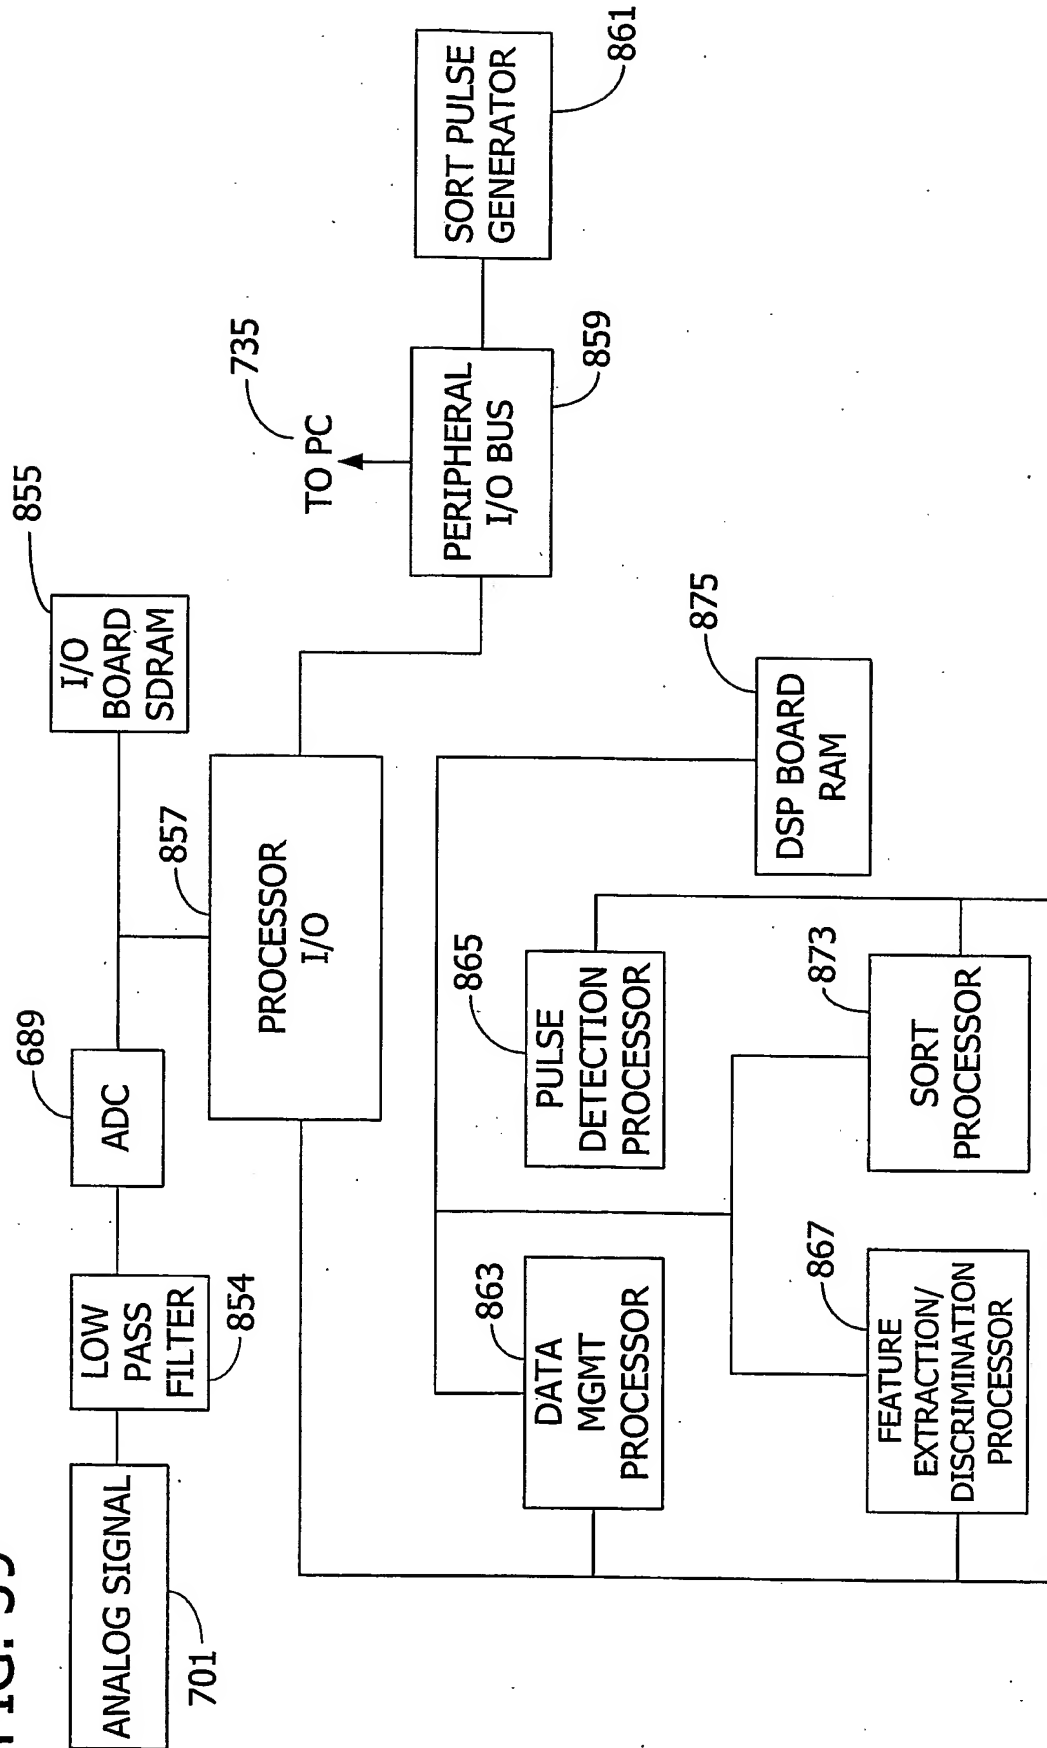 ANALOG SIGNAL
701
LOW
PASS
FILTER
854
ADC
689
I/O
BOARD
SDRAM
855
PROCESSOR
I/O
857
TO PC
735
PERIPHERAL
I/O BUS
859
SORT PULSE
GENERATOR
861
DATA
MGMT
PROCESSOR
863
PULSE
DETECTION
PROCESSOR
865
DSP BOARD
RAM
875
FEATURE
EXTRACTION/
DISCRIMINATION
PROCESSOR
867
SORT
PROCESSOR
873